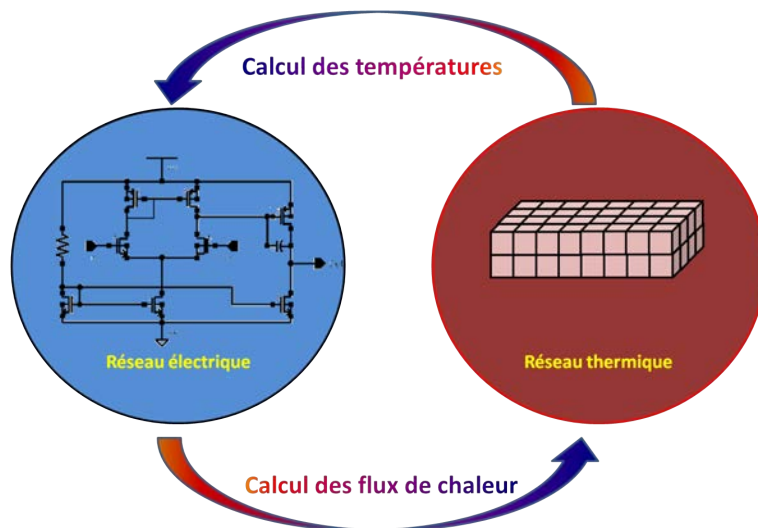 Calcul des températures
Réseau électrique
Réseau thermique
Calcul des flux de chaleur